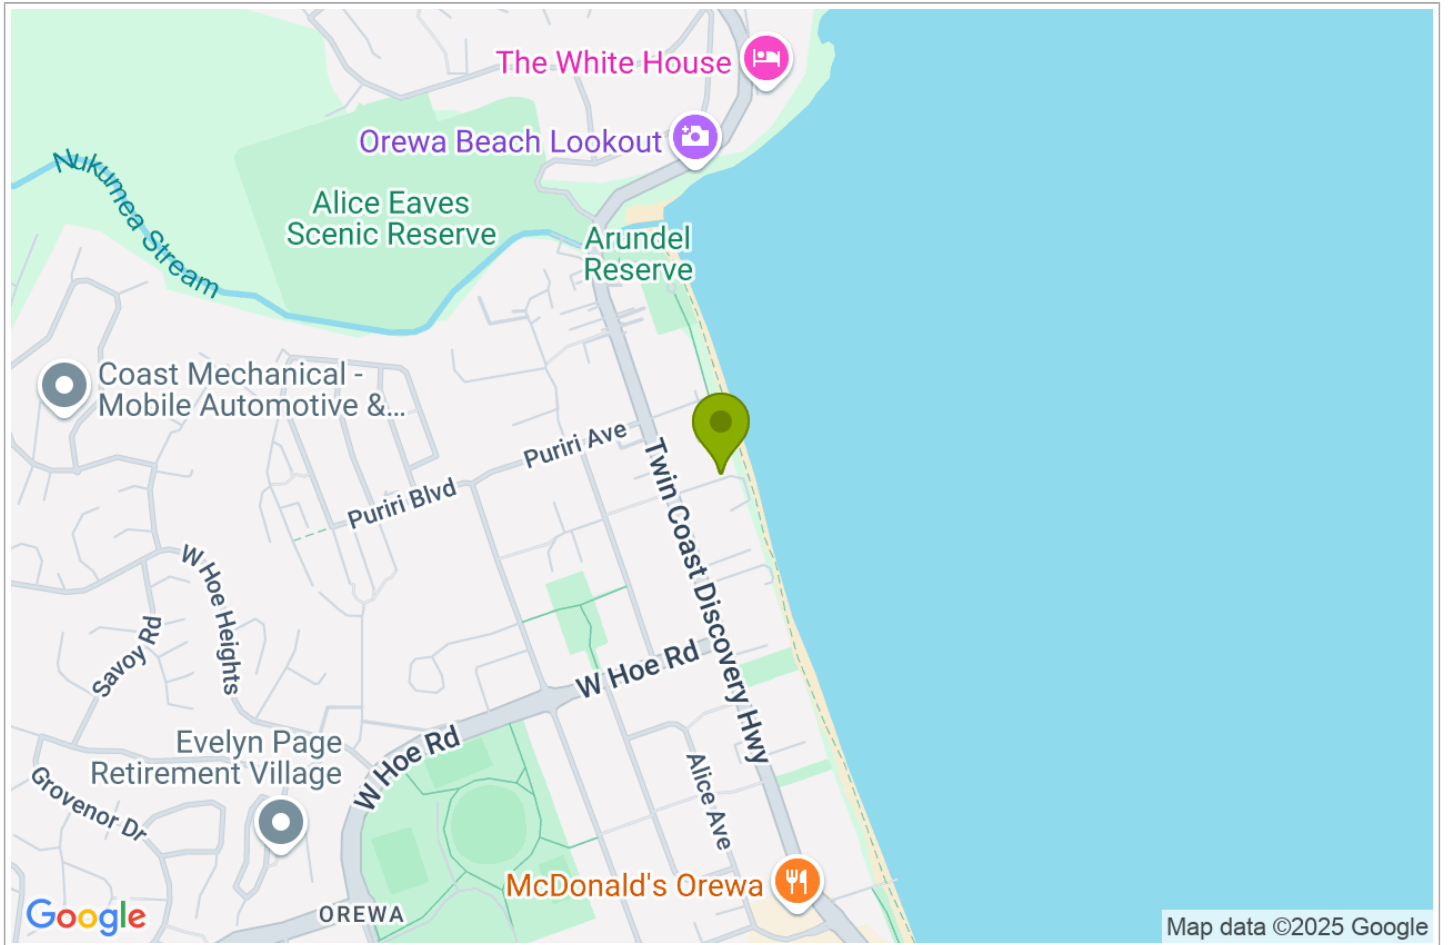 The White House
Orewa Beach Lookout
Nukumea Stream
Alice Eaves
Scenic Reserve
Arundel
Reserve
Coast Mechanical -
Mobile Automotive &...
Puriri Ave
Puriri Blvd
Twin Coast Discovery Hwy
W Hoe Heights
Savoy Rd
W Hoe Rd
W Hoe Rd
Evelyn Page
Retirement Village
Grovenor Dr
Alice Ave
McDonald's Orewa
OREWA
Google
Map data ©2025 Google